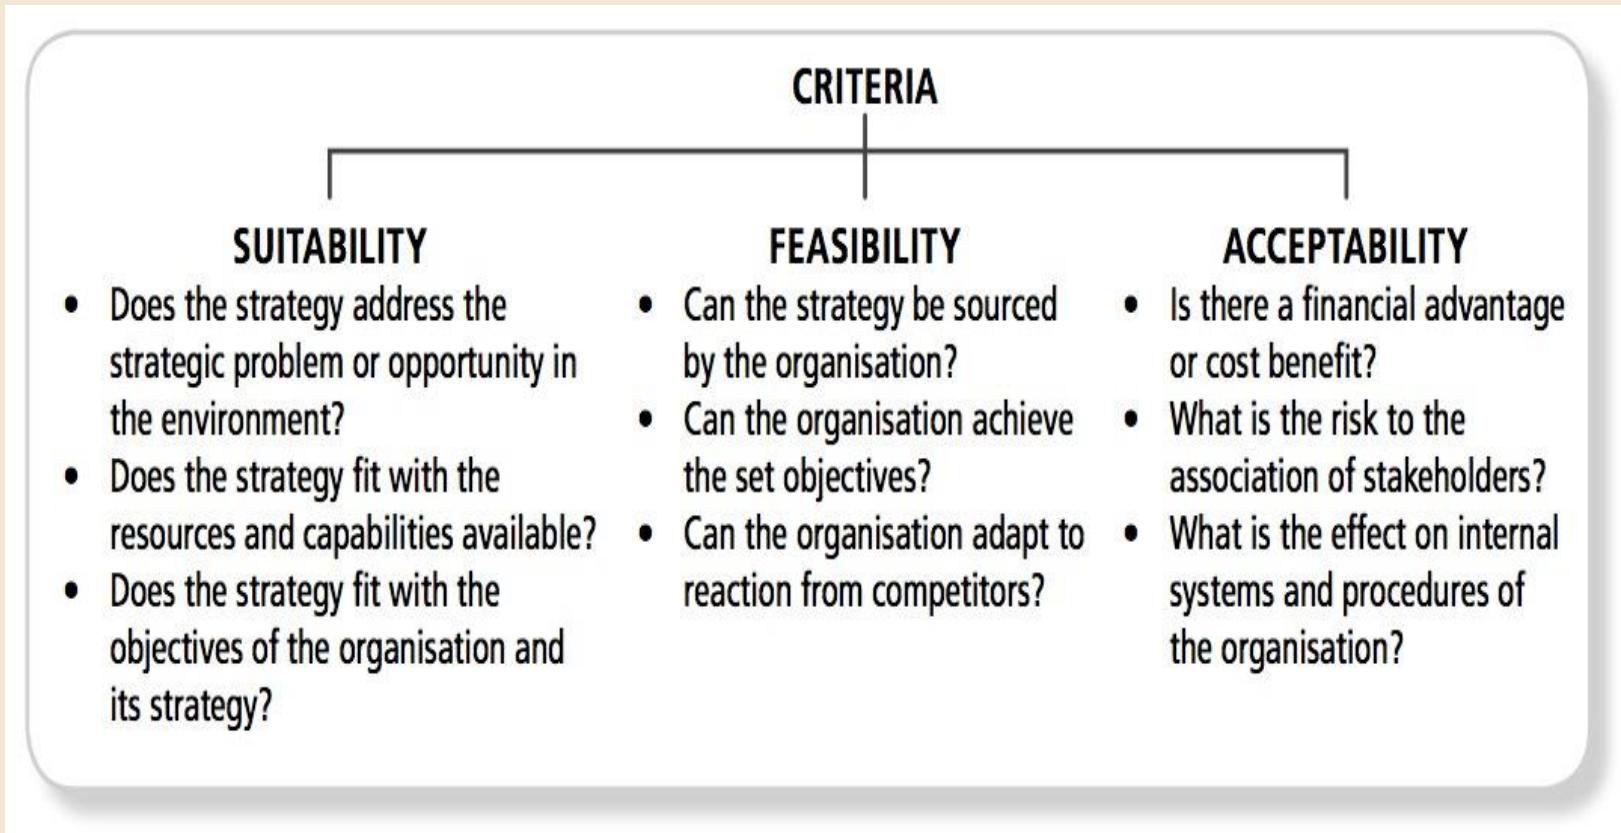 CRITERIA
SUITABILITY
• Does the strategy address the
strategic problem or opportunity in
the environment?
• Does the strategy fit with the
resources and capabilities available?
• Does the strategy fit with the
objectives of the organisation and
its strategy?
FEASIBILITY
• Can the strategy be sourced
by the organisation?
• Can the organisation achieve
the set objectives?
• Can the organisation adapt to
reaction from competitors?
ACCEPTABILITY
• Is there a financial advantage
or cost benefit?
• What is the risk to the
association of stakeholders?
• What is the effect on internal
systems and procedures of
the organisation?